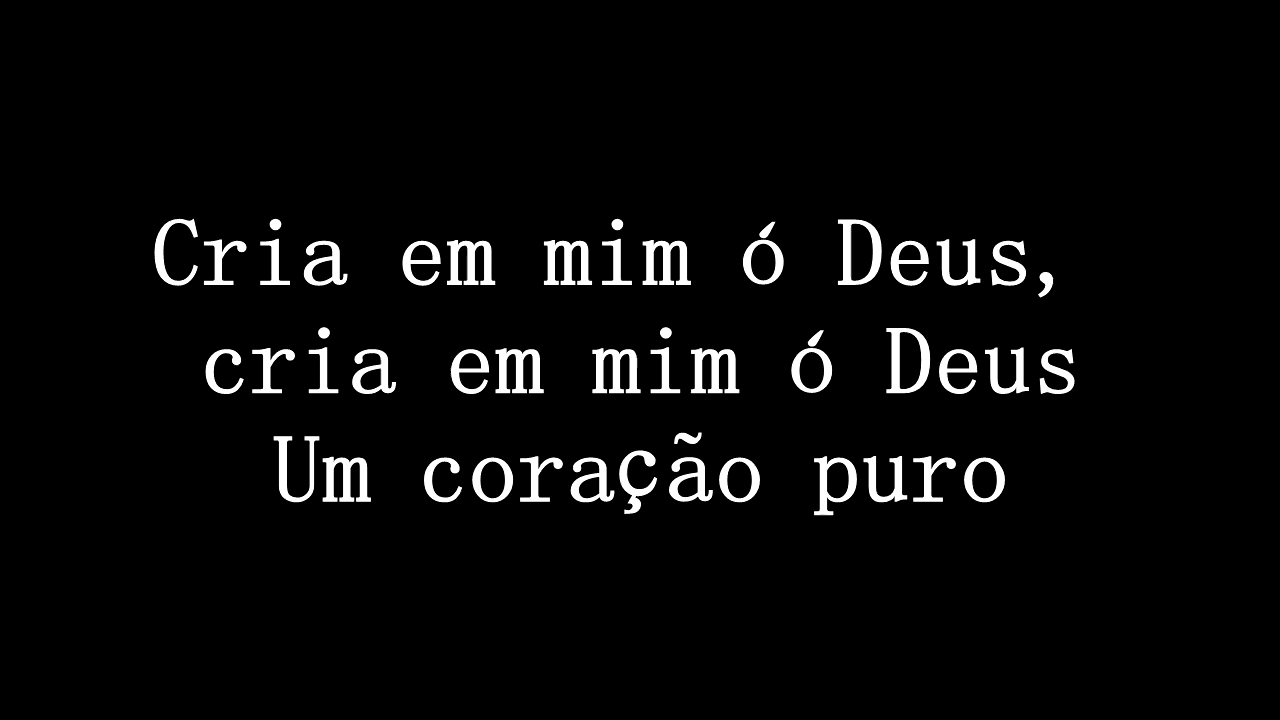 Cria em mim ó Deus,
cria em mim ó Deus
Um coração puro